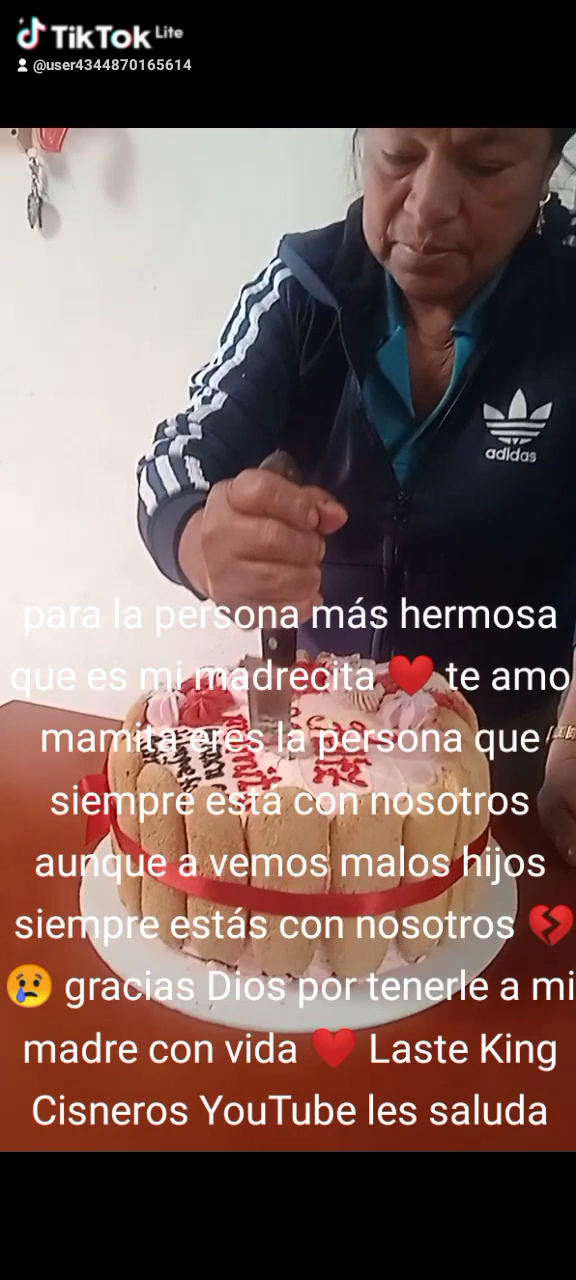 TikTok Lite
@user4344870165614
adidas
para la persona más hermosa
que es mi madrecita ❤️ te amo
mamita eres la persona que
siempre está con nosotros
aunque a vemos malos hijos
siempre estás con nosotros 💔
😢 gracias Dios por tenerle a mi
madre con vida ❤️ Laste King
Cisneros YouTube les saluda